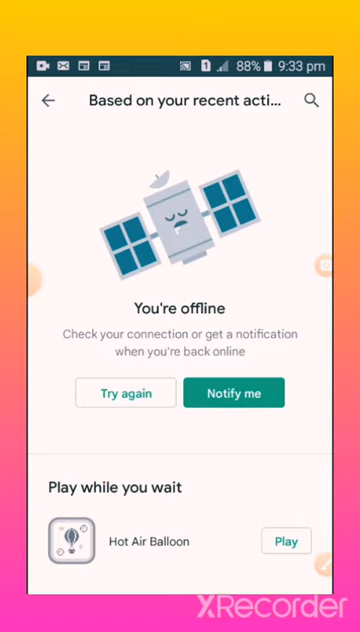 88% 9:33 pm
Based on your recent acti...
You're offline
Check your connection or get a notification
when you're back online
Try again
Notify me
Play while you wait
Hot Air Balloon
Play
XRecorder